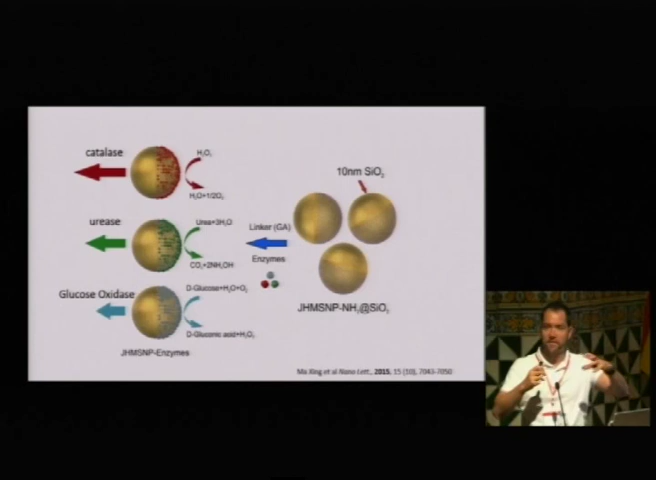 catalase
H₂O₂
H₂O+1/2O₂
10nm SiO₂
urease
Urea+3H₂O
CO₂+2NH₄OH
Linker (GA)
Enzymes
Glucose Oxidase
D-Glucose+H₂O+O₂
D-Gluconic acid+H₂O₂
JHMSNP-NH₂@SiO₂
JHMSNP-Enzymes
Ma Xing et al Nano Lett., 2015, 15 (10), 7043-7050